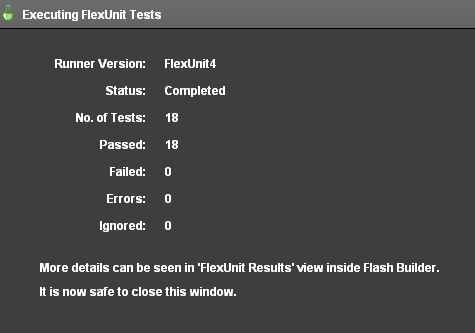 Executing FlexUnit Tests
Runner Version: FlexUnit4
Status: Completed
No. of Tests: 18
Passed: 18
Failed: 0
Errors: 0
Ignored: 0
More details can be seen in 'FlexUnit Results' view inside Flash Builder.
It is now safe to close this window.